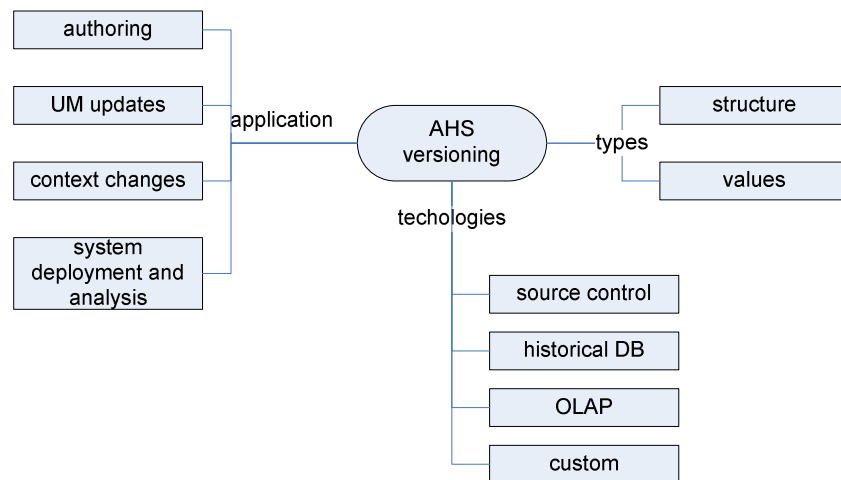 authoring
UM updates
context changes
system
deployment and
analysis
application
AHS
versioning
techologies
types
structure
values
source control
historical DB
OLAP
custom